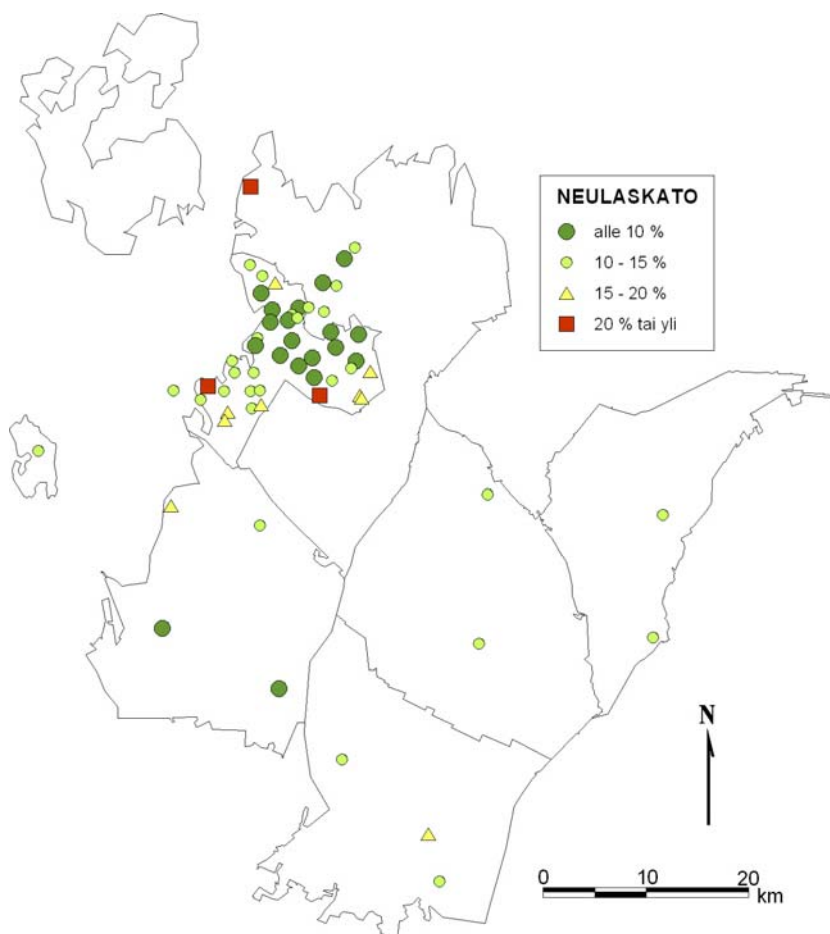 NEULASKATO
alle 10 %
10 - 15 %
15 - 20 %
20 % tai yli
N
0 10 20
km